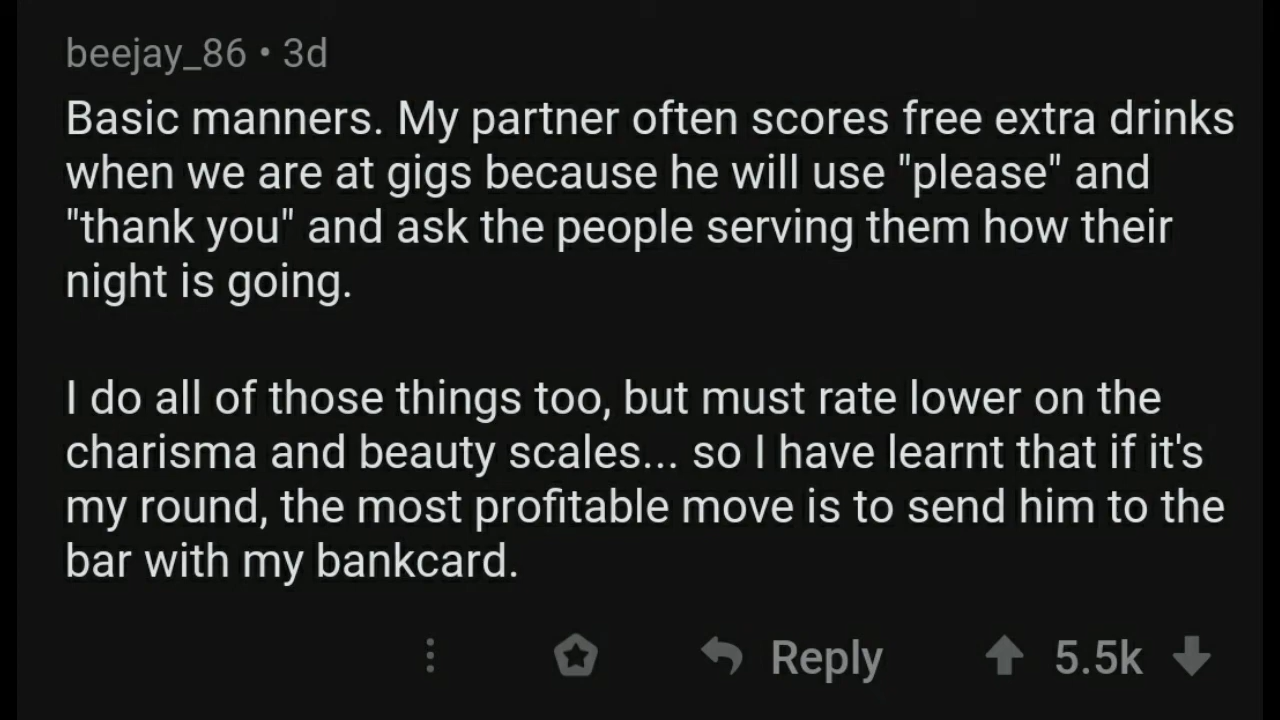 beejay_86 • 3d
Basic manners. My partner often scores free extra drinks
when we are at gigs because he will use "please" and
"thank you" and ask the people serving them how their
night is going.
I do all of those things too, but must rate lower on the
charisma and beauty scales... so I have learnt that if it's
my round, the most profitable move is to send him to the
bar with my bankcard.
Reply 5.5k